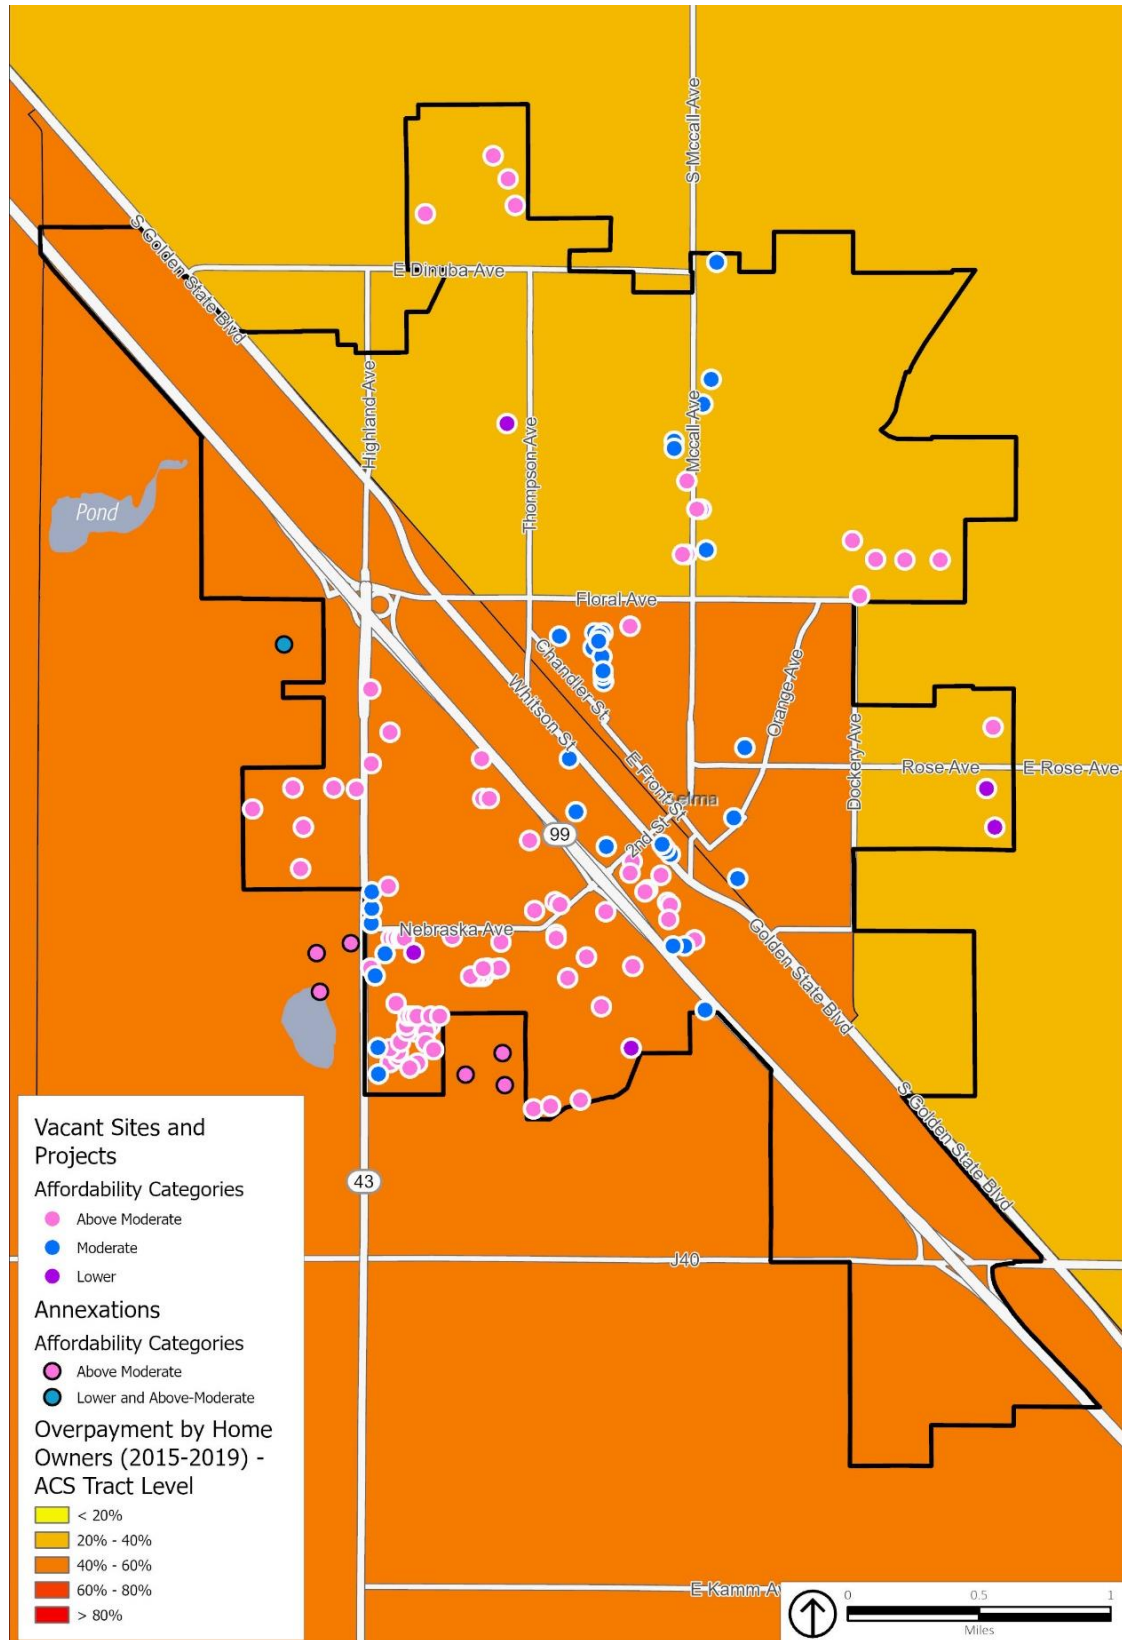 S Mccall Ave
S Golden State Blvd
E Dinuba Ave
Highland Ave
Thompson Ave
Mccall Ave
Pond
Floral Ave
Chandler St
Whitson St
Orange Ave
E Front St
Dockery Ave
Rose Ave
E Rose Ave
Selma
2nd St
99
Nebraska Ave
Golden State Blvd
S Golden State Blvd
43
J40
E Kamm Av
Vacant Sites and
Projects
Affordability Categories
Above Moderate
Moderate
Lower
Annexations
Affordability Categories
Above Moderate
Lower and Above-Moderate
Overpayment by Home
Owners (2015-2019) -
ACS Tract Level
< 20%
20% - 40%
40% - 60%
60% - 80%
> 80%
0 0.5 1
Miles